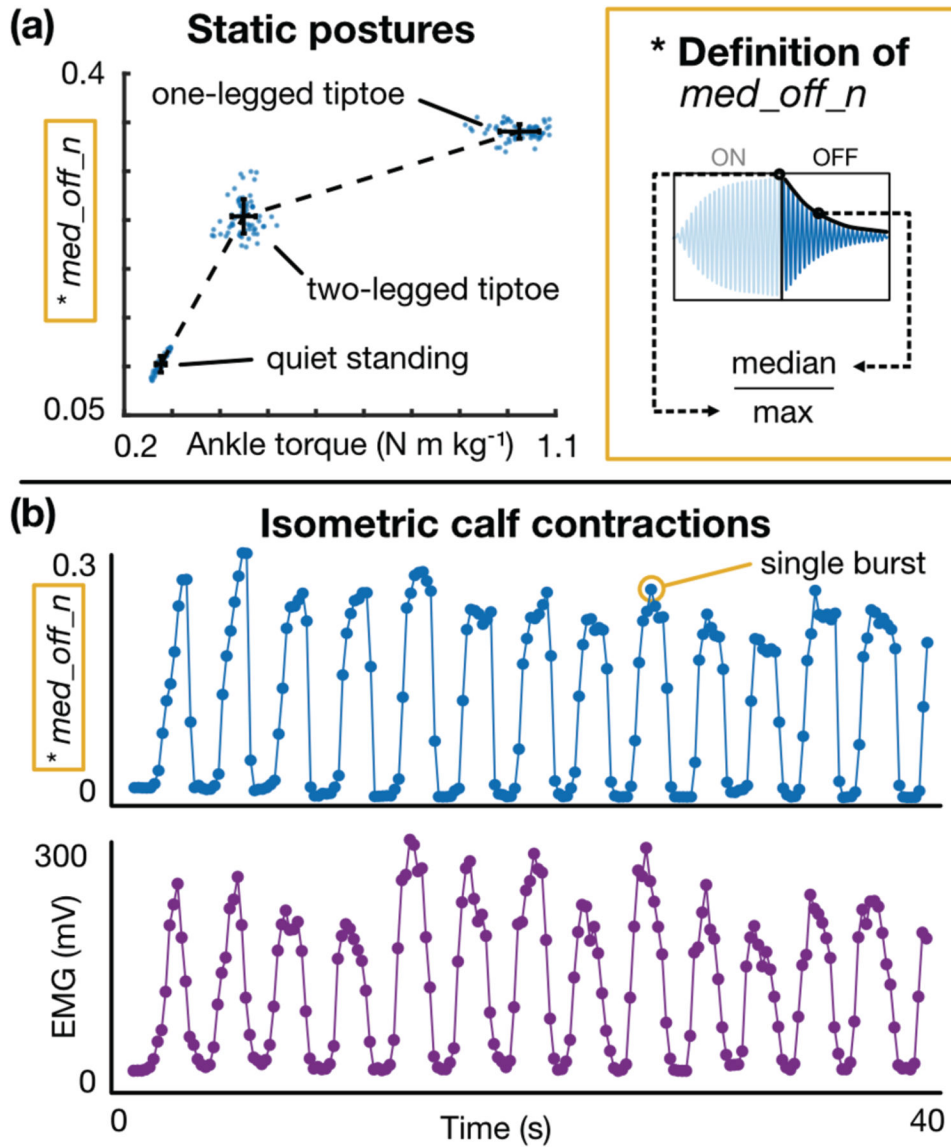 (a)
Static postures
0.4
one-legged tiptoe
* med_off_n
two-legged tiptoe
quiet standing
0.05
0.2
Ankle torque (N m kg⁻¹)
1.1
* Definition of
med_off_n
ON
OFF
median
max
(b)
Isometric calf contractions
0.3
single burst
* med_off_n
0
300
EMG (mV)
0
0
Time (s)
40